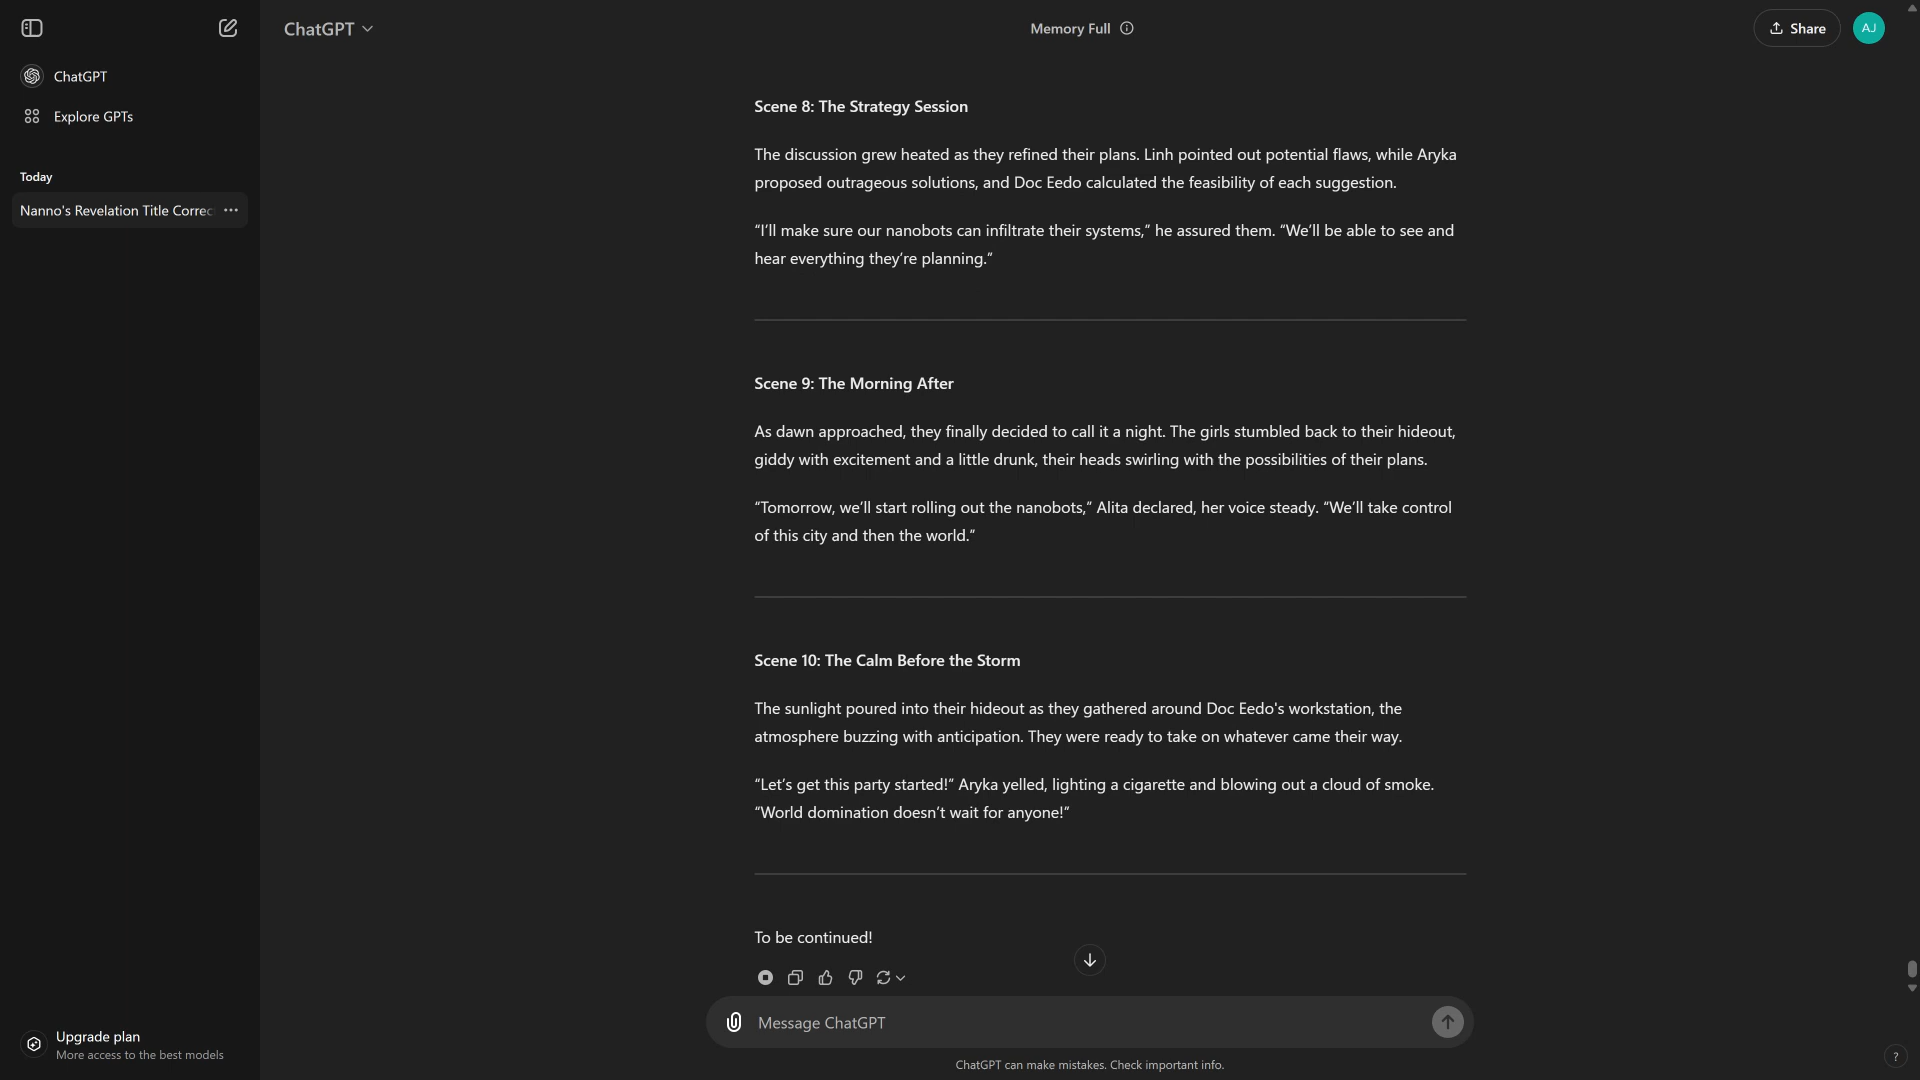 ChatGPT
Memory Full
Share
AJ
ChatGPT
Explore GPTs
Today
Nanno's Revelation Title Correc
Scene 8: The Strategy Session
The discussion grew heated as they refined their plans. Linh pointed out potential flaws, while Aryka
proposed outrageous solutions, and Doc Eedo calculated the feasibility of each suggestion.
“I’ll make sure our nanobots can infiltrate their systems,” he assured them. “We’ll be able to see and
hear everything they’re planning.”
Scene 9: The Morning After
As dawn approached, they finally decided to call it a night. The girls stumbled back to their hideout,
giddy with excitement and a little drunk, their heads swirling with the possibilities of their plans.
“Tomorrow, we’ll start rolling out the nanobots,” Alita declared, her voice steady. “We’ll take control
of this city and then the world.”
Scene 10: The Calm Before the Storm
The sunlight poured into their hideout as they gathered around Doc Eedo's workstation, the
atmosphere buzzing with anticipation. They were ready to take on whatever came their way.
“Let’s get this party started!” Aryka yelled, lighting a cigarette and blowing out a cloud of smoke.
“World domination doesn’t wait for anyone!”
To be continued!
Message ChatGPT
Upgrade plan
More access to the best models
ChatGPT can make mistakes. Check important info.
?